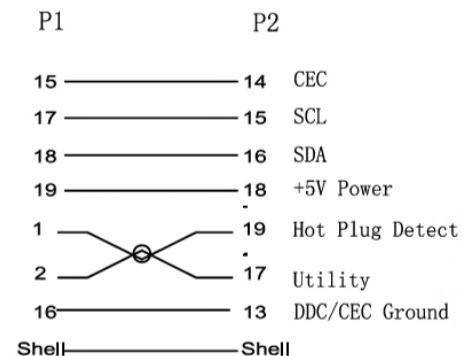 P1 P2
15 14 CEC
17 15 SCL
18 16 SDA
19 18 +5V Power
1 19 Hot Plug Detect
2 17 Utility
16 13 DDC/CEC Ground
Shell Shell